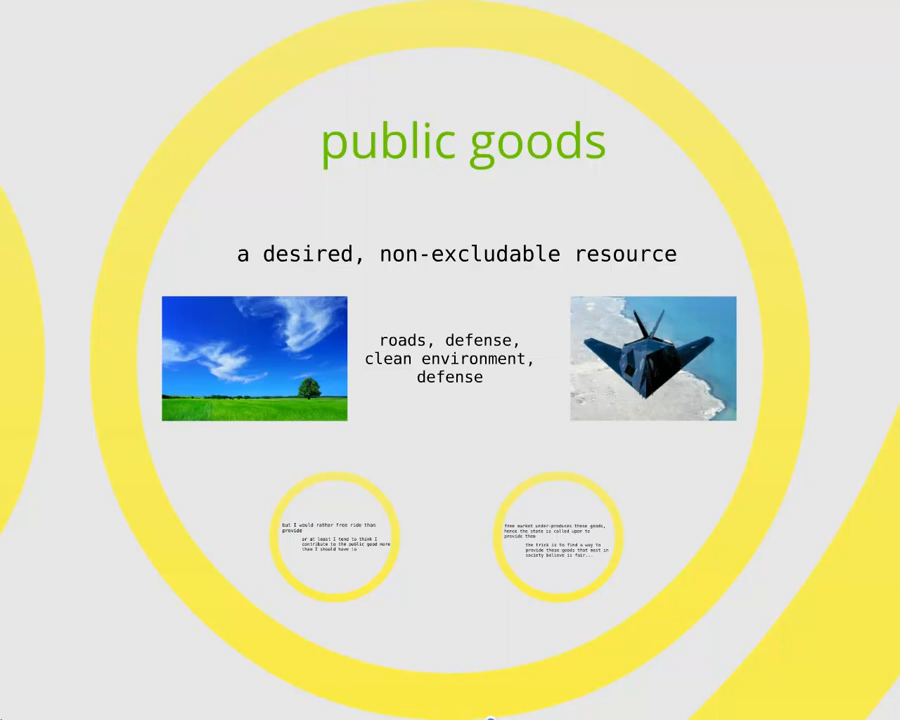 public goods
a desired, non-excludable resource
roads, defense,
clean environment,
defense
but I would rather free ride than
provide
or at least I tend to think I
contribute to the public good more
than I should have to
free market under-produces these goods,
hence the state is called upon to
provide them
the trick is to find a way to
provide these goods that most in
society believe is fair...